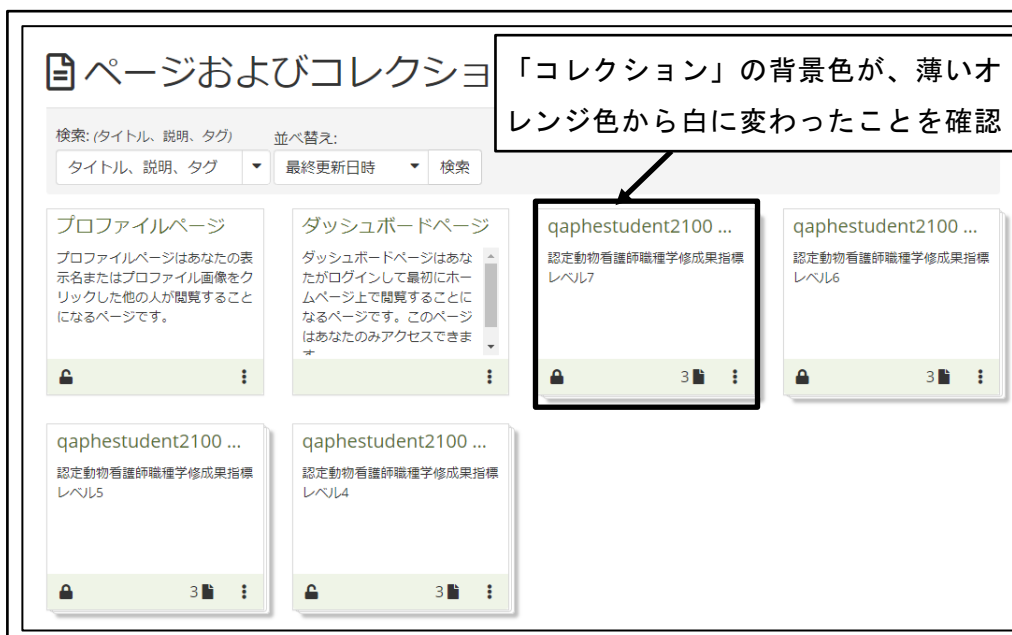 ページおよびコレクショ
「コレクション」の背景色が、薄いオ
レンジ色から白に変わったことを確認
検索: (タイトル、説明、タグ)
並べ替え:
タイトル、説明、タグ
最終更新日時
検索
プロファイルページ
プロファイルページはあなたの表
示名またはプロファイル画像をク
リックした他の人が閲覧すること
になるページです。
ダッシュボードページ
ダッシュボードページはあな
たがログインして最初にホー
ムページ上で閲覧することに
なるページです。このページ
はあなたのみアクセスできま
す
qaphestudent2100 ...
認定動物看護師職種学修成果指標
レベル7
3
qaphestudent2100 ...
認定動物看護師職種学修成果指標
レベル6
3
qaphestudent2100 ...
認定動物看護師職種学修成果指標
レベル5
3
qaphestudent2100 ...
認定動物看護師職種学修成果指標
レベル4
3